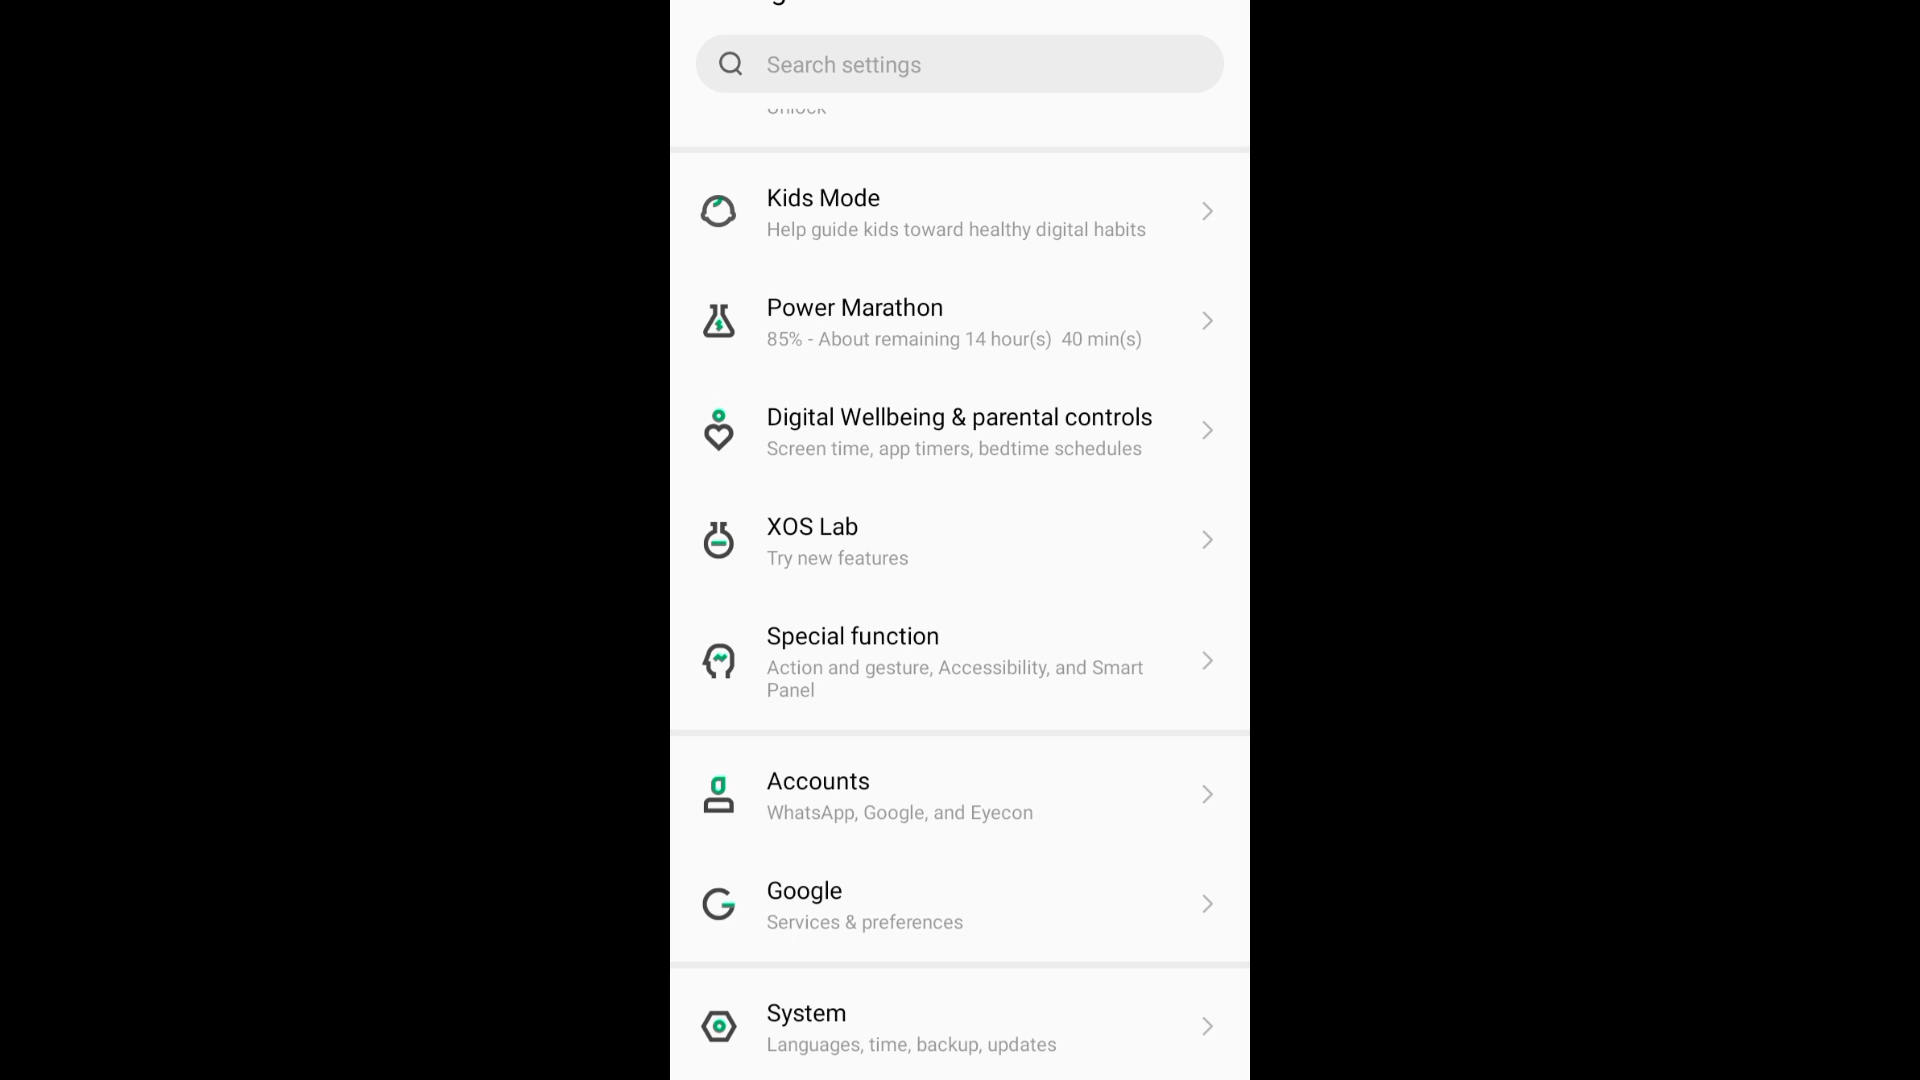 Search settings
Unlock
Kids Mode
Help guide kids toward healthy digital habits
Power Marathon
85% - About remaining 14 hour(s)  40 min(s)
Digital Wellbeing & parental controls
Screen time, app timers, bedtime schedules
XOS Lab
Try new features
Special function
Action and gesture, Accessibility, and Smart
Panel
Accounts
WhatsApp, Google, and Eyecon
Google
Services & preferences
System
Languages, time, backup, updates